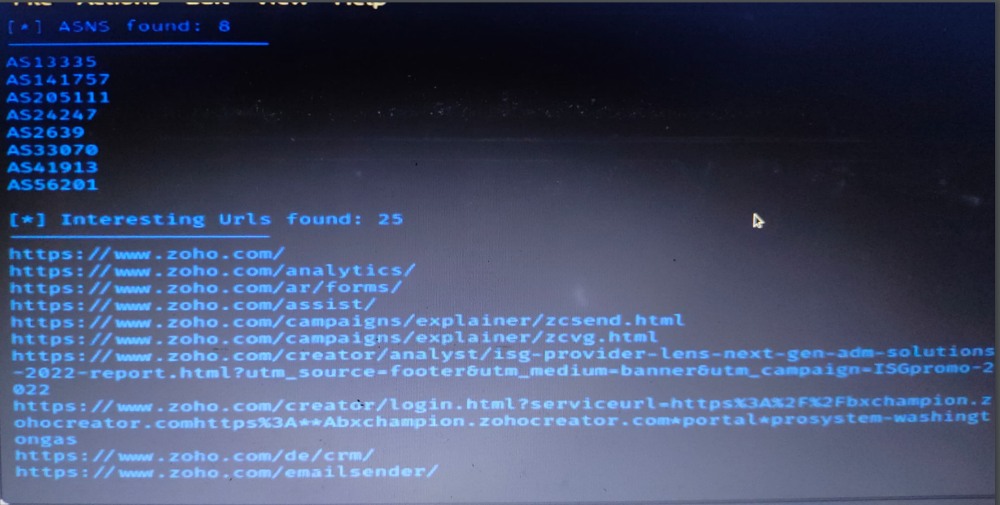 File Actions Edit View Help
[*] ASNS found: 8
AS13335
AS141757
AS205111
AS24247
AS2639
AS33070
AS41913
AS56201
[*] Interesting Urls found: 25
https://www.zoho.com/
https://www.zoho.com/analytics/
https://www.zoho.com/ar/forms/
https://www.zoho.com/assist/
https://www.zoho.com/campaigns/explainer/zcsend.html
https://www.zoho.com/campaigns/explainer/zcvg.html
https://www.zoho.com/creator/analyst/isg-provider-lens-next-gen-adm-solutions
-2022-report.html?utm_source=footer&utm_medium=banner&utm_campaign=ISGpromo-2
022
https://www.zoho.com/creator/login.html?serviceurl=https%3A%2F%2Fbxchampion.z
ohocreator.comhttps%3A**Abxchampion.zohocreator.com*portal*prosystem-washingt
ongas
https://www.zoho.com/de/crm/
https://www.zoho.com/emailsender/